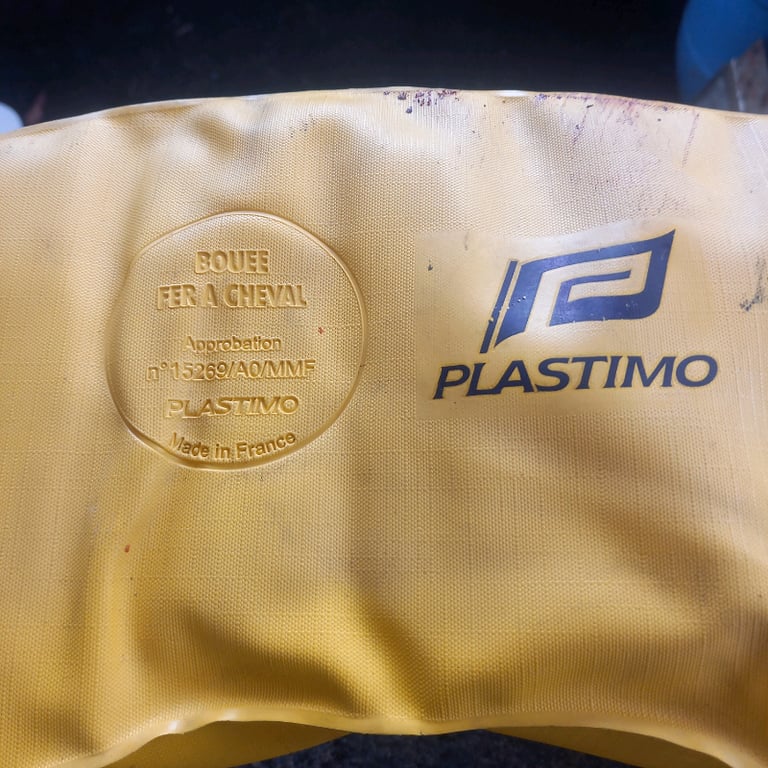 BOUEE
FER A CHEVAL
Approbation
n°15269/A0/MMF
PLASTIMO
Made in France
PLASTIMO